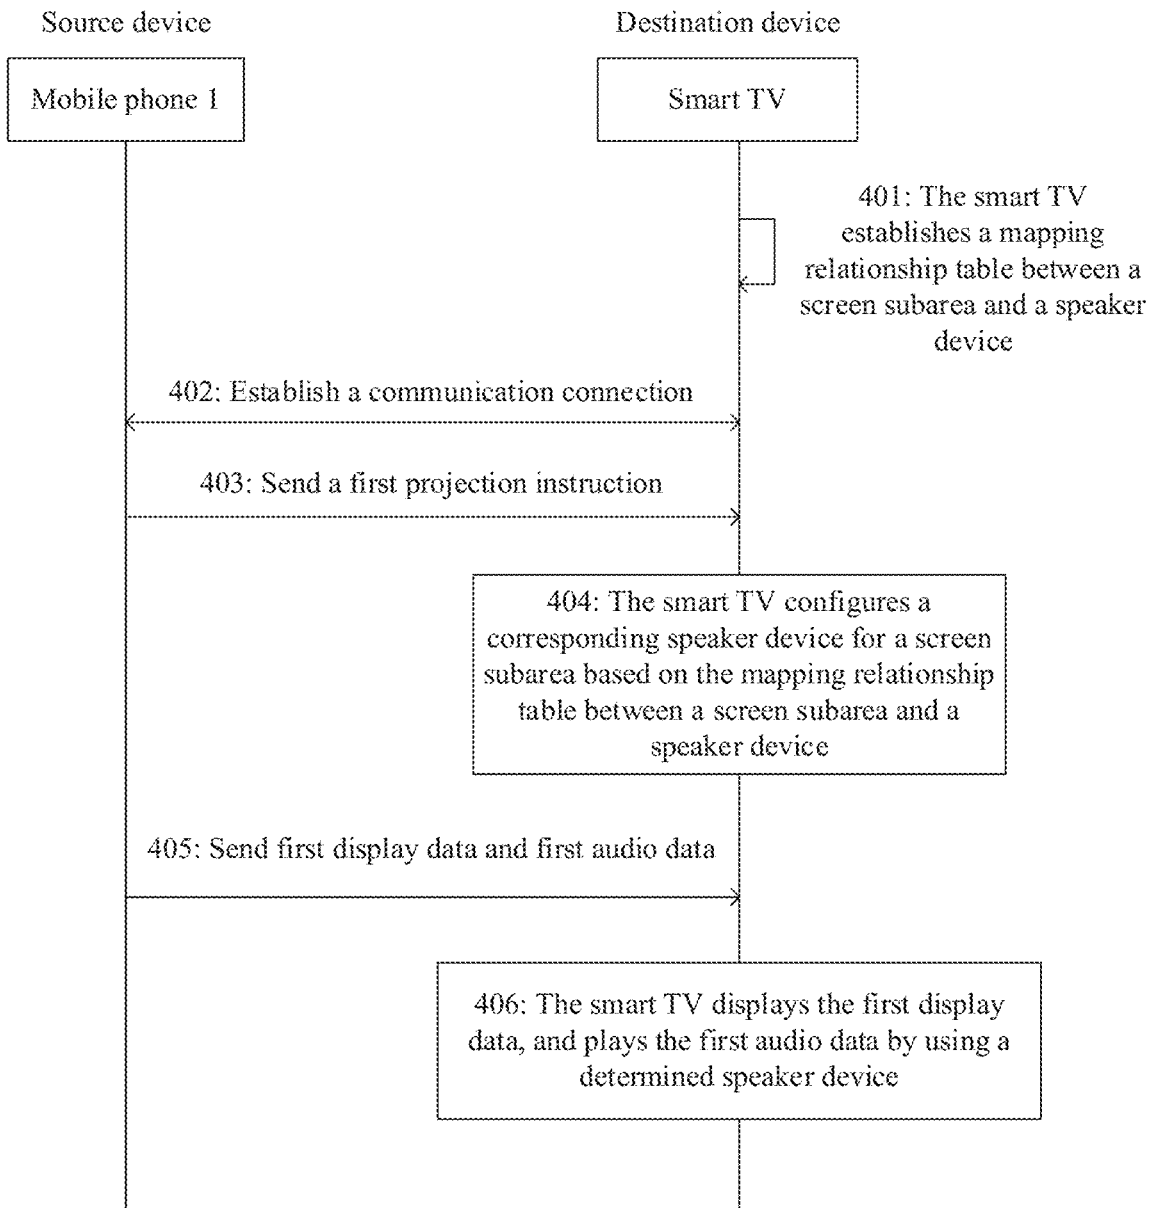 Source device
Destination device
Mobile phone 1
Smart TV
401: The smart TV
establishes a mapping
relationship table between a
screen subarea and a speaker
device
402: Establish a communication connection
403: Send a first projection instruction
404: The smart TV configures a
corresponding speaker device for a screen
subarea based on the mapping relationship
table between a screen subarea and a
speaker device
405: Send first display data and first audio data
406: The smart TV displays the first display
data, and plays the first audio data by using a
determined speaker device